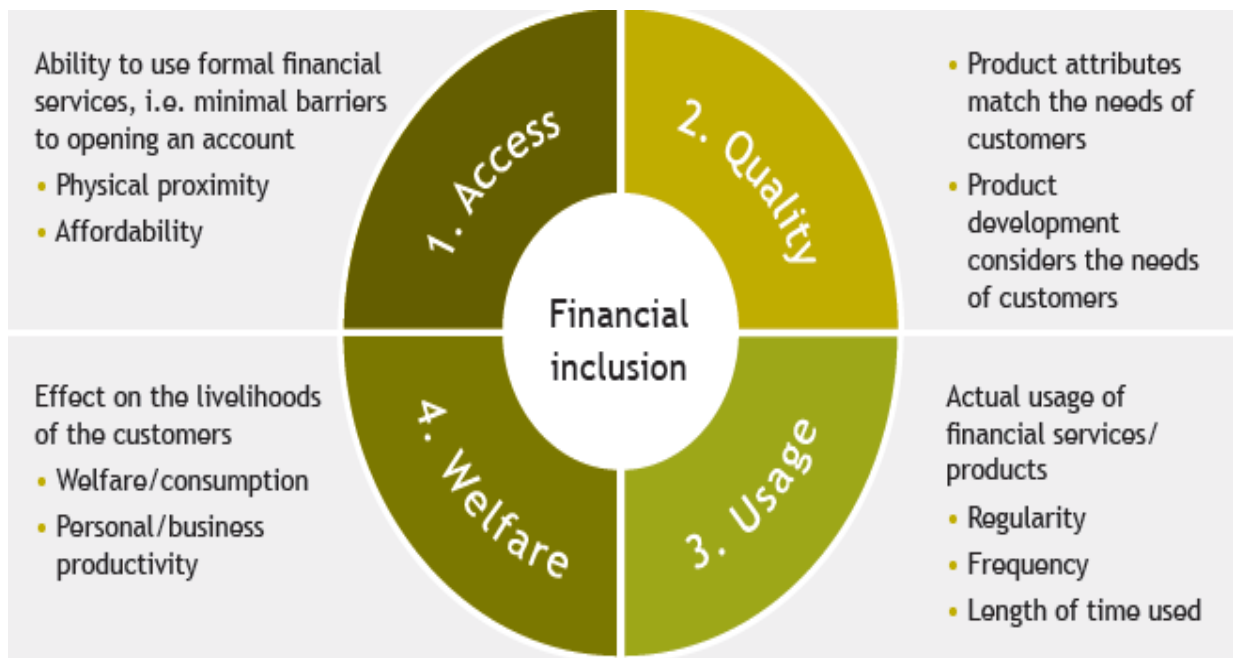 Ability to use formal financial
services, i.e. minimal barriers
to opening an account
• Physical proximity
• Affordability
1. Access
2. Quality
• Product attributes
match the needs of
customers
• Product
development
considers the needs
of customers
Financial
inclusion
Effect on the livelihoods
of the customers
• Welfare/consumption
• Personal/business
productivity
4. Welfare
3. Usage
Actual usage of
financial services/
products
• Regularity
• Frequency
• Length of time used